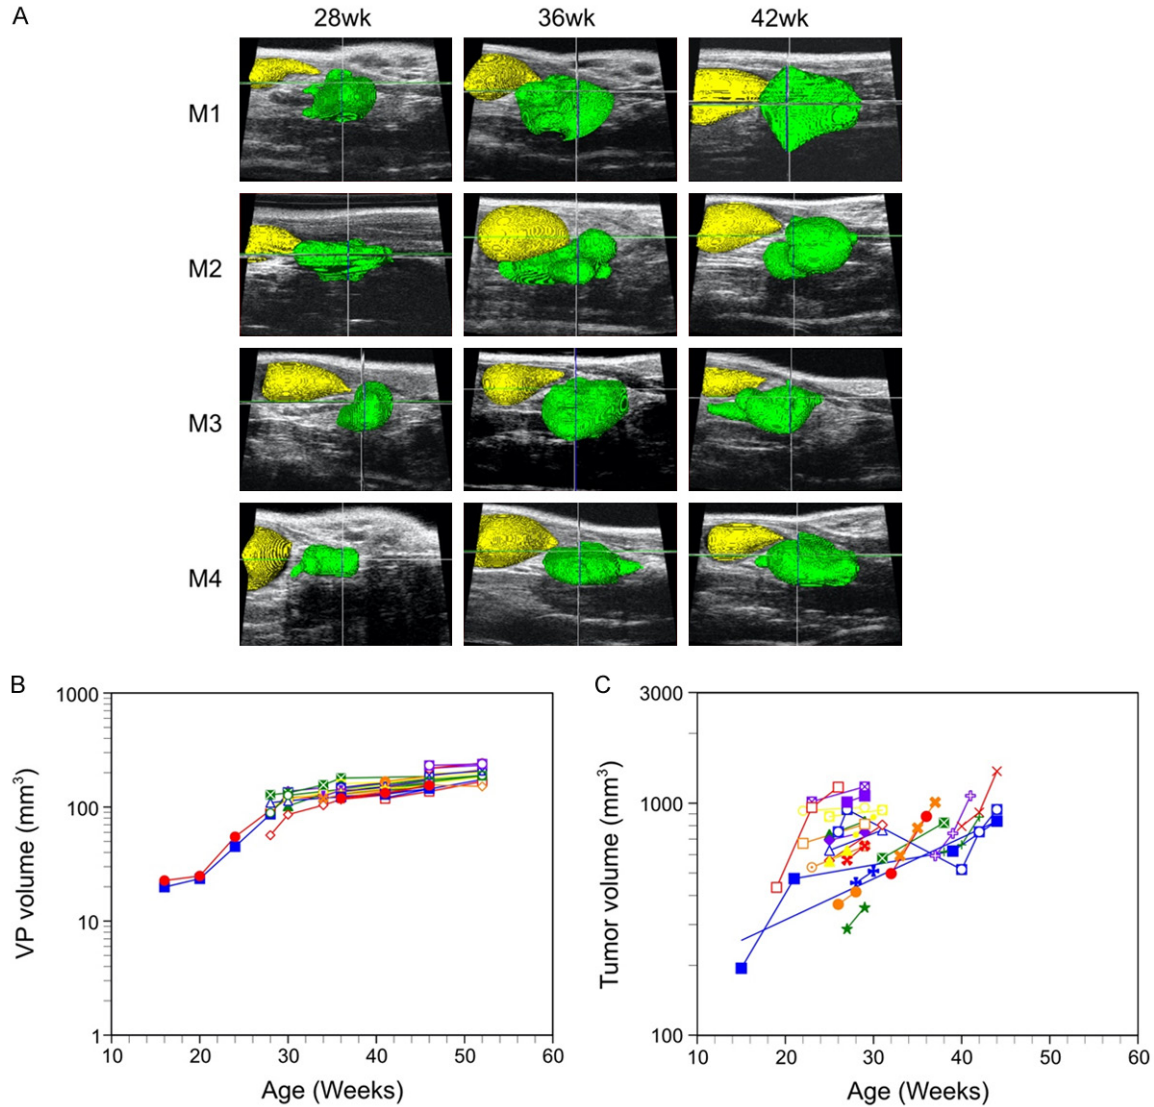 A
28wk 36wk 42wk
M1
M2
M3
M4
B
1000
100
10
1
10 20 30 40 50 60
VP volume (mm³)
Age (Weeks)
C
3000
1000
100
10 20 30 40 50 60
Tumor volume (mm³)
Age (Weeks)